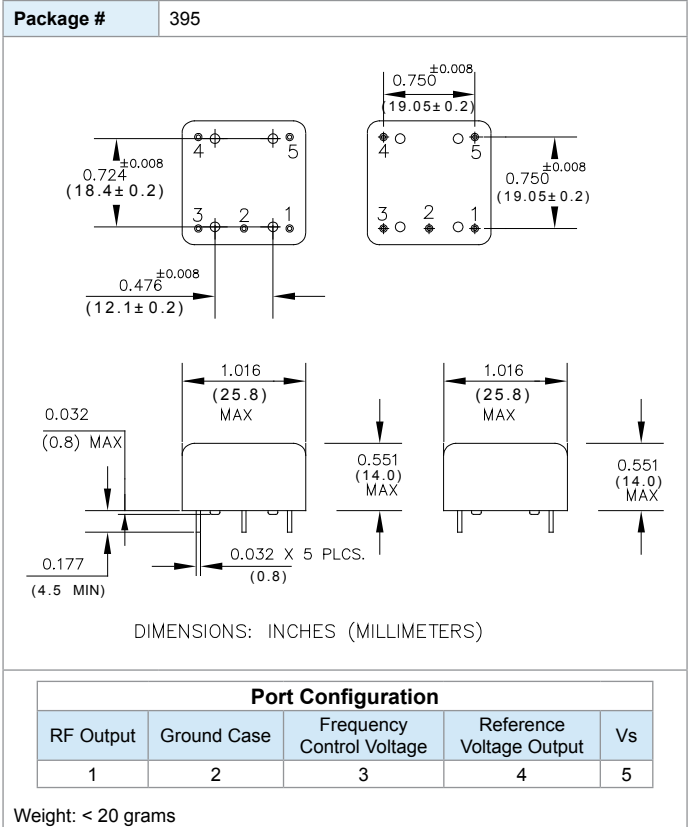 Package # 395
±0.008
0.750
(19.05±0.2)
4 5
4 5
±0.008
0.724
(18.4±0.2)
±0.008
0.750
(19.05±0.2)
3 2 1
3 2 1
±0.008
0.476
(12.1±0.2)
1.016
(25.8)
MAX
1.016
(25.8)
MAX
0.032
(0.8) MAX
0.551
(14.0)
MAX
0.551
(14.0)
MAX
0.032 X 5 PLCS.
(0.8)
0.177
(4.5 MIN)
DIMENSIONS: INCHES (MILLIMETERS)
Port Configuration
RF Output Ground Case Frequency Control Voltage Reference Voltage Output Vs
1 2 3 4 5
Weight: < 20 grams